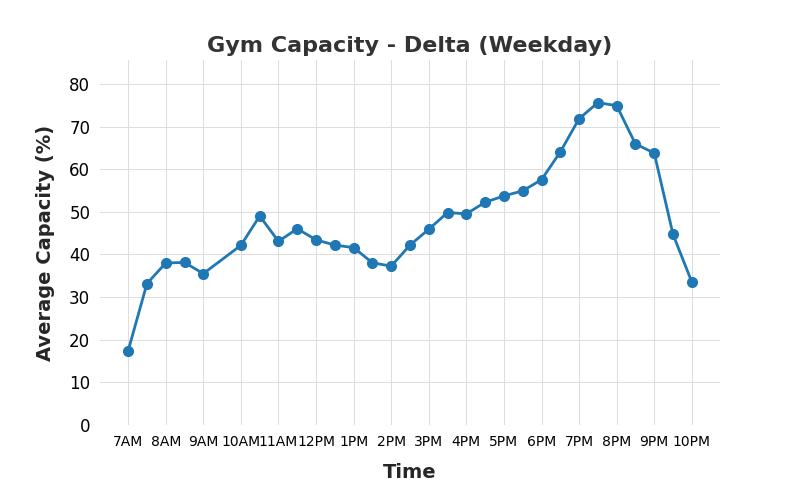 Gym Capacity - Delta (Weekday)
Average Capacity (%)
80
70
60
50
40
30
20
10
0
7AM 8AM 9AM 10AM 11AM 12PM 1PM 2PM 3PM 4PM 5PM 6PM 7PM 8PM 9PM 10PM
Time